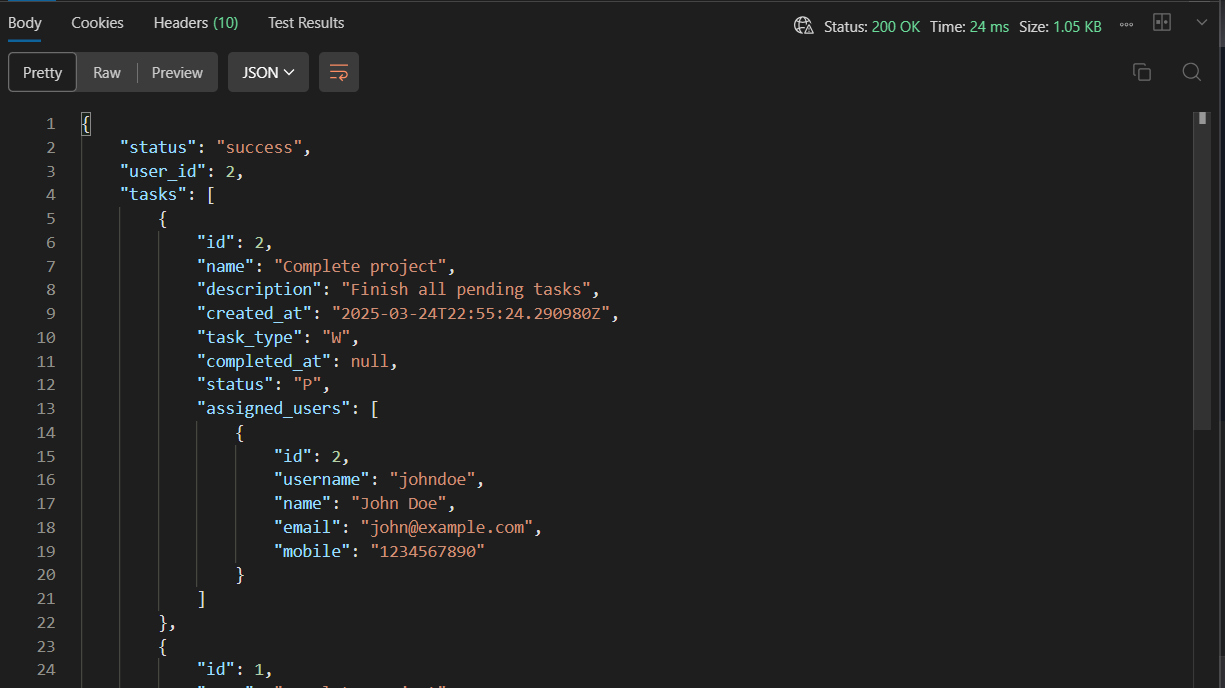 Body Cookies Headers (10) Test Results Status: 200 OK Time: 24 ms Size: 1.05 KB
Pretty Raw Preview JSON
1 {
2 "status": "success",
3 "user_id": 2,
4 "tasks": [
5 {
6 "id": 2,
7 "name": "Complete project",
8 "description": "Finish all pending tasks",
9 "created_at": "2025-03-24T22:55:24.290980Z",
10 "task_type": "W",
11 "completed_at": null,
12 "status": "P",
13 "assigned_users": [
14 {
15 "id": 2,
16 "username": "johndoe",
17 "name": "John Doe",
18 "email": "john@example.com",
19 "mobile": "1234567890"
20 }
21 ]
22 },
23 {
24 "id": 1,